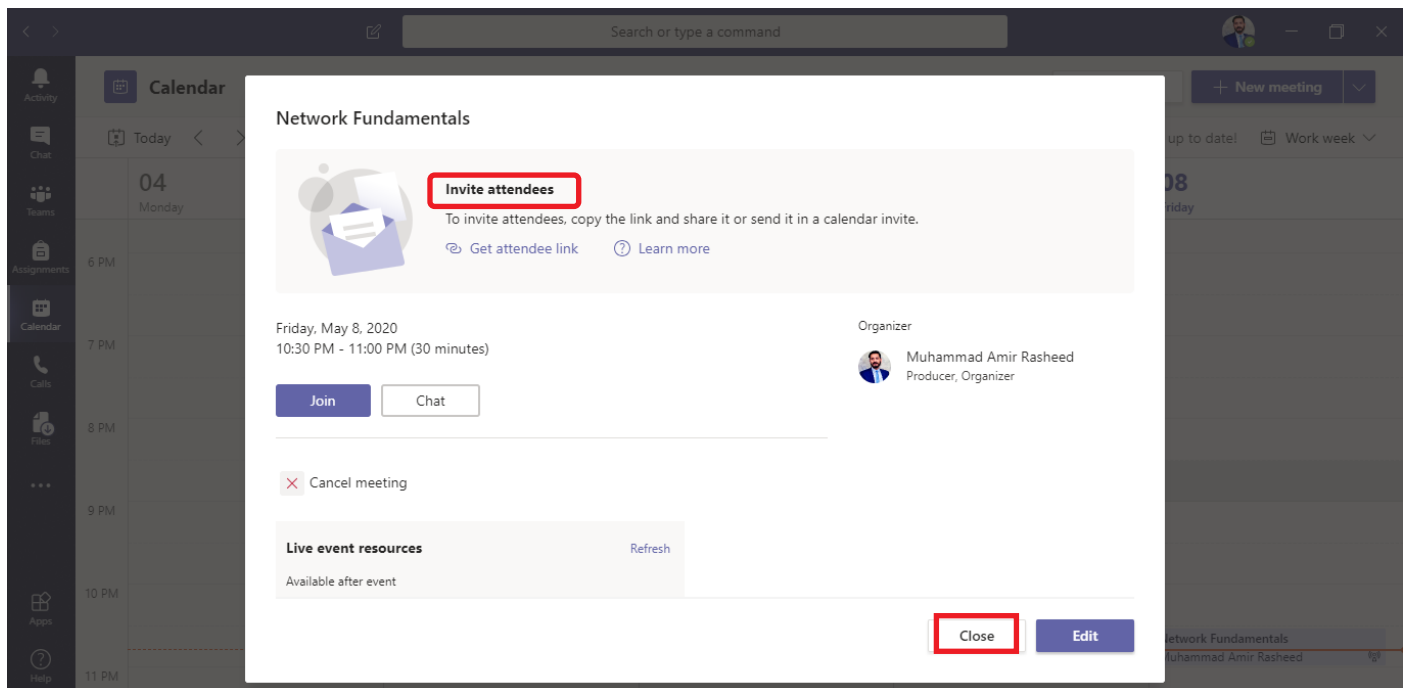 Search or type a command
Activity
Chat
Teams
Assignments
Calendar
Calls
Files
Apps
Help
Calendar
New meeting
Today
up to date!
Work week
04
Monday
08
riday
6 PM
7 PM
8 PM
9 PM
10 PM
11 PM
Network Fundamentals
Invite attendees
To invite attendees, copy the link and share it or send it in a calendar invite.
Get attendee link
Learn more
Friday, May 8, 2020
10:30 PM - 11:00 PM (30 minutes)
Organizer
Muhammad Amir Rasheed
Producer, Organizer
Join
Chat
Cancel meeting
Live event resources
Refresh
Available after event
Close
Edit
etwork Fundamentals
uhammad Amir Rasheed